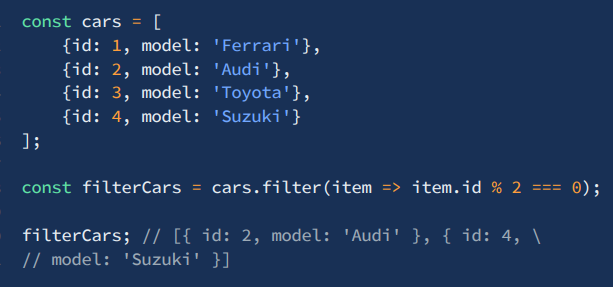 const cars = [
    {id: 1, model: 'Ferrari'},
    {id: 2, model: 'Audi'},
    {id: 3, model: 'Toyota'},
    {id: 4, model: 'Suzuki'}
];

const filterCars = cars.filter(item => item.id % 2 === 0);

filterCars; // [{ id: 2, model: 'Audi' }, { id: 4, \
// model: 'Suzuki' }]